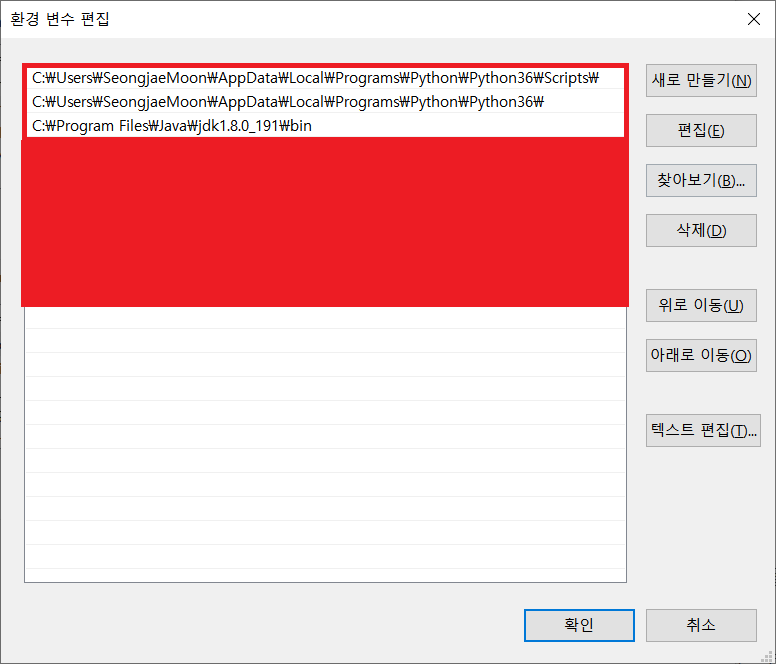 환경 변수 편집
C:₩Users₩SeongjaeMoon₩AppData₩Local₩Programs₩Python₩Python36₩Scripts₩
C:₩Users₩SeongjaeMoon₩AppData₩Local₩Programs₩Python₩Python36₩
C:₩Program Files₩Java₩jdk1.8.0_191₩bin
새로 만들기(N)
편집(E)
찾아보기(B)...
삭제(D)
위로 이동(U)
아래로 이동(O)
텍스트 편집(T)...
확인
취소